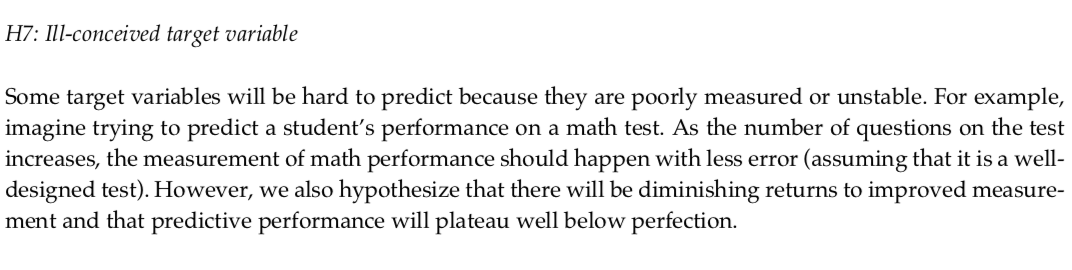 H7: Ill-conceived target variable
Some target variables will be hard to predict because they are poorly measured or unstable. For example,
imagine trying to predict a student's performance on a math test. As the number of questions on the test
increases, the measurement of math performance should happen with less error (assuming that it is a well-
designed test). However, we also hypothesize that there will be diminishing returns to improved measure-
ment and that predictive performance will plateau well below perfection.